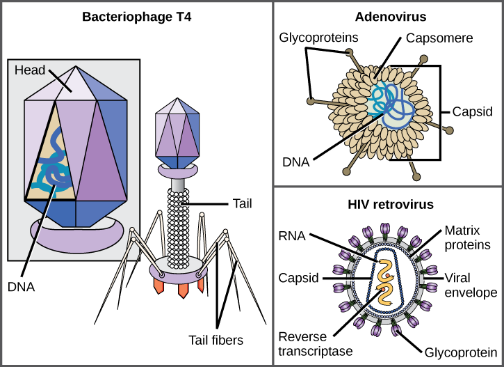 Bacteriophage T4
Head
DNA
Tail
Tail fibers
Adenovirus
Glycoproteins
Capsomere
Capsid
DNA
HIV retrovirus
RNA
Matrix
proteins
Capsid
Viral
envelope
Reverse
transcriptase
Glycoprotein